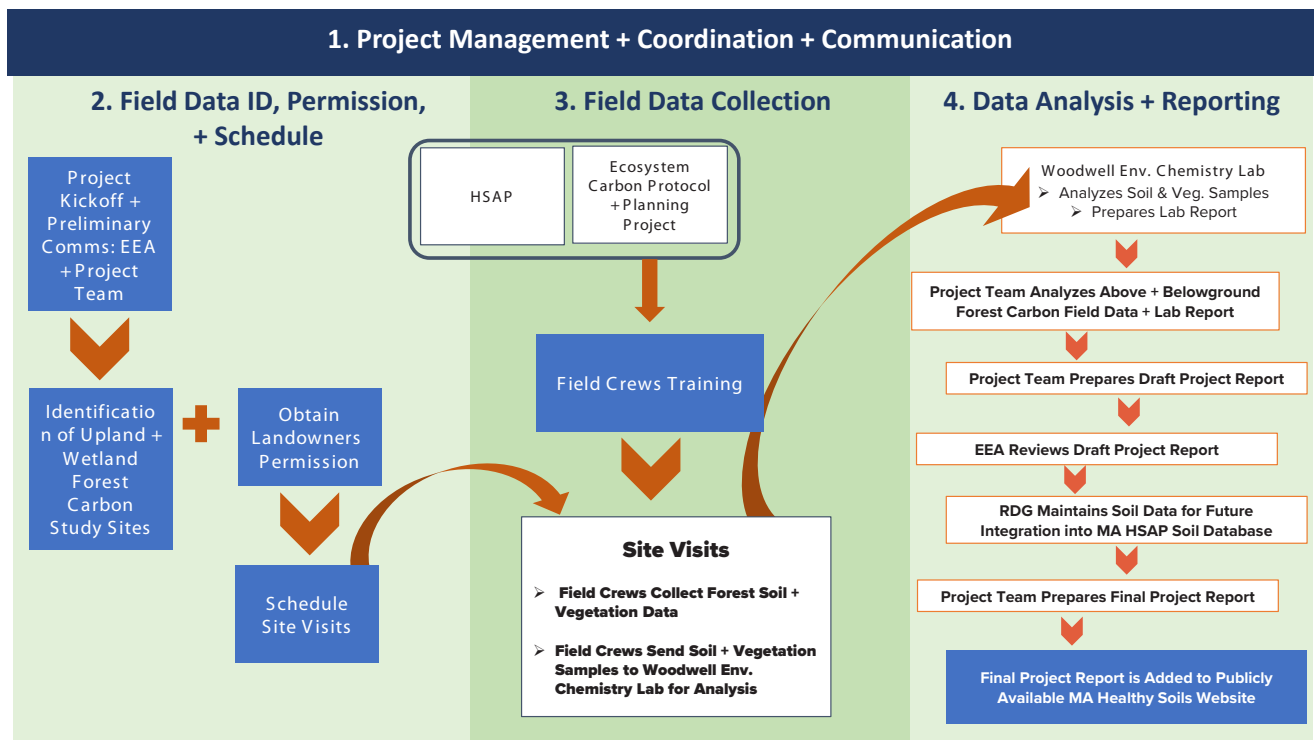 1. Project Management + Coordination + Communication
2. Field Data ID, Permission,
+ Schedule
Project
Kickoff +
Preliminary
Comms: EEA
+ Project
Team
Identificatio
n of Upland +
Wetland
Forest
Carbon
Study Sites
Obtain
Landowners
Permission
Schedule
Site Visits
3. Field Data Collection
HSAP
Ecosystem
Carbon Protocol
+ Planning
Project
Field Crews Training
Site Visits
➢ Field Crews Collect Forest Soil +
Vegetation Data
➢ Field Crews Send Soil + Vegetation
Samples to Woodwell Env.
Chemistry Lab for Analysis
4. Data Analysis + Reporting
Woodwell Env. Chemistry Lab
➢ Analyzes Soil & Veg. Samples
➢ Prepares Lab Report
Project Team Analyzes Above + Belowground
Forest Carbon Field Data + Lab Report
Project Team Prepares Draft Project Report
EEA Reviews Draft Project Report
RDG Maintains Soil Data for Future
Integration into MA HSAP Soil Database
Project Team Prepares Final Project Report
Final Project Report is Added to Publicly
Available MA Healthy Soils Website